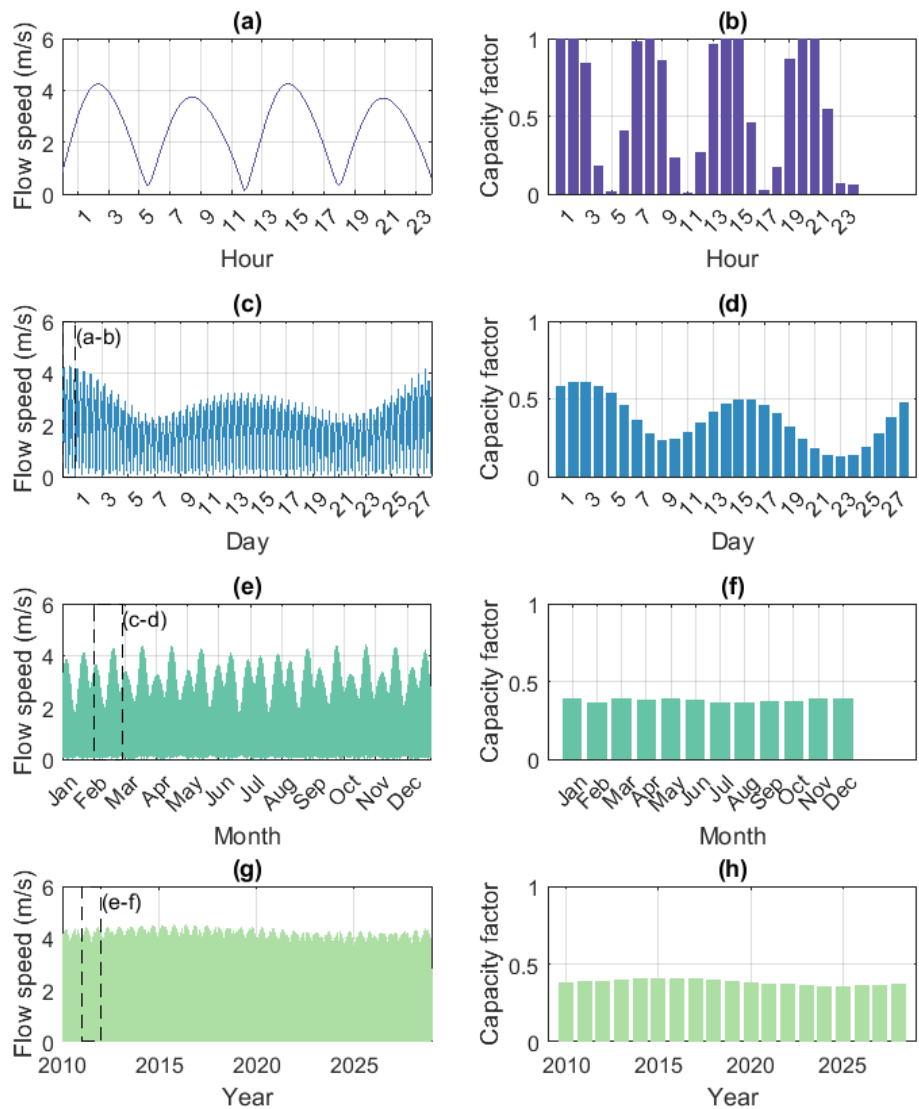 (a)
Flow speed (m/s)
6
4
2
0
1 3 5 7 9 11 13 15 17 19 21 23
Hour
(b)
Capacity factor
1
0.5
0
1 3 5 7 9 11 13 15 17 19 21 23
Hour
(c)
Flow speed (m/s)
6
4
2
0
(a-b)
1 3 5 7 9 11 13 15 17 19 21 23 25 27
Day
(d)
Capacity factor
1
0.5
0
1 3 5 7 9 11 13 15 17 19 21 23 25 27
Day
(e)
Flow speed (m/s)
6
4
2
0
(c-d)
Jan Feb Mar Apr May Jun Jul Aug Sep Oct Nov Dec
Month
(f)
Capacity factor
1
0.5
0
Jan Feb Mar Apr May Jun Jul Aug Sep Oct Nov Dec
Month
(g)
Flow speed (m/s)
6
4
2
0
(e-f)
2010 2015 2020 2025
Year
(h)
Capacity factor
1
0.5
0
2010 2015 2020 2025
Year